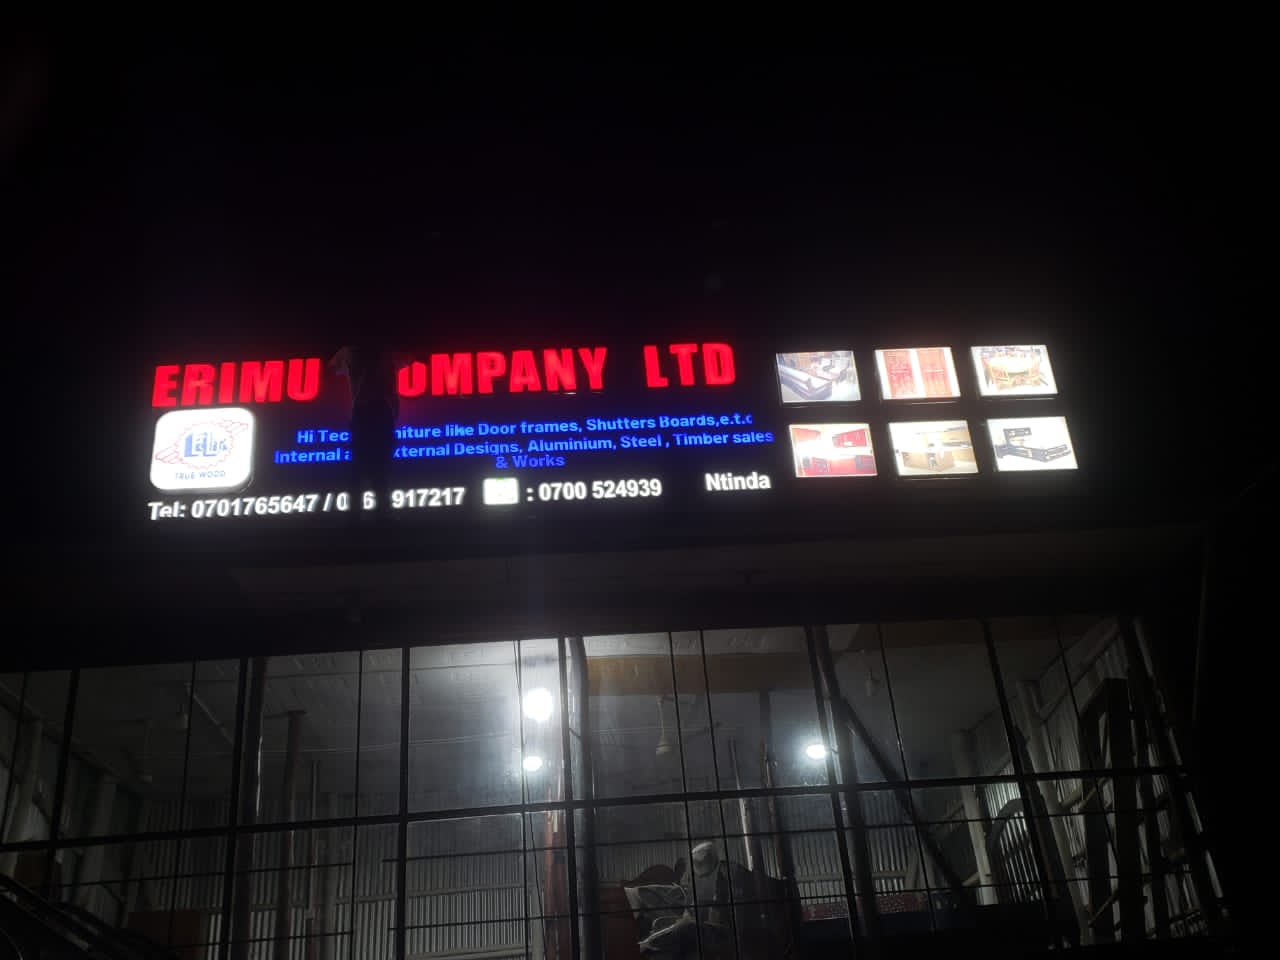 ERIMU COMPANY LTD
Hi Tec niture like Door frames, Shutters Boards,e.t.c
Internal a xternal Designs, Aluminium, Steel , Timber sales
& Works
TRUE WOOD
Tel: 0701765647 / 0 6 917217 : 0700 524939 Ntinda